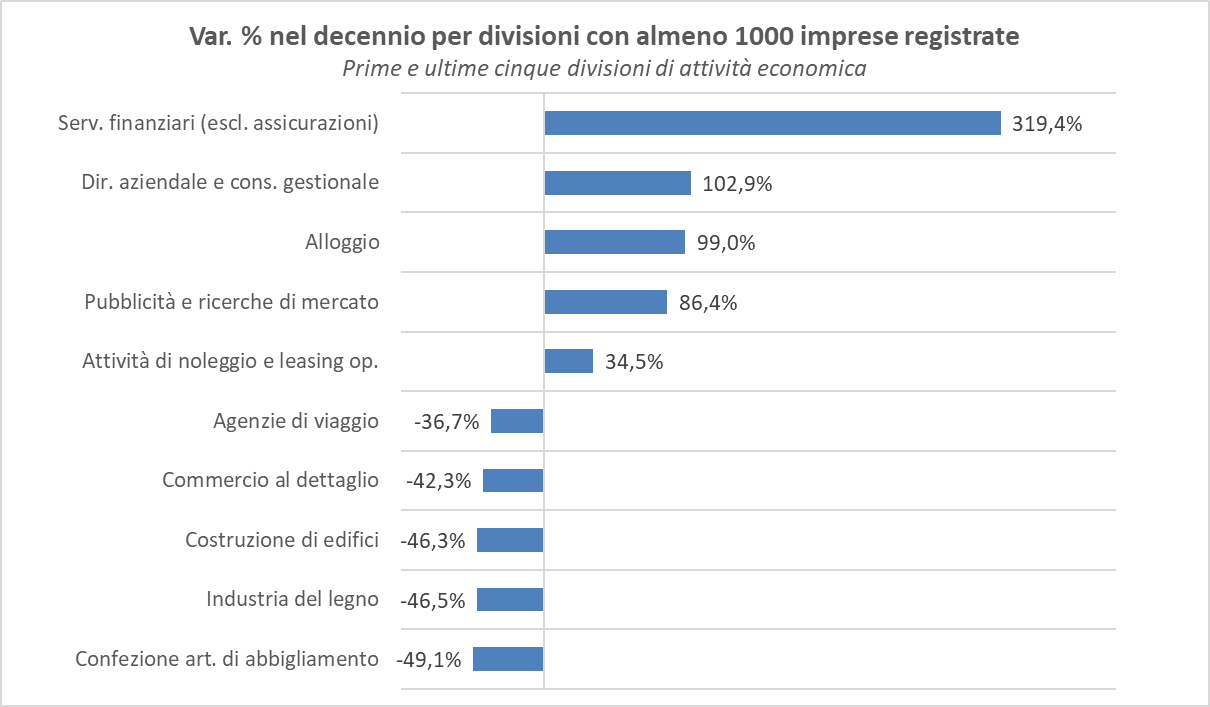 Var. % nel decennio per divisioni con almeno 1000 imprese registrate
Prime e ultime cinque divisioni di attività economica
Serv. finanziari (escl. assicurazioni) 319,4%
Dir. aziendale e cons. gestionale 102,9%
Alloggio 99,0%
Pubblicità e ricerche di mercato 86,4%
Attività di noleggio e leasing op. 34,5%
Agenzie di viaggio -36,7%
Commercio al dettaglio -42,3%
Costruzione di edifici -46,3%
Industria del legno -46,5%
Confezione art. di abbigliamento -49,1%